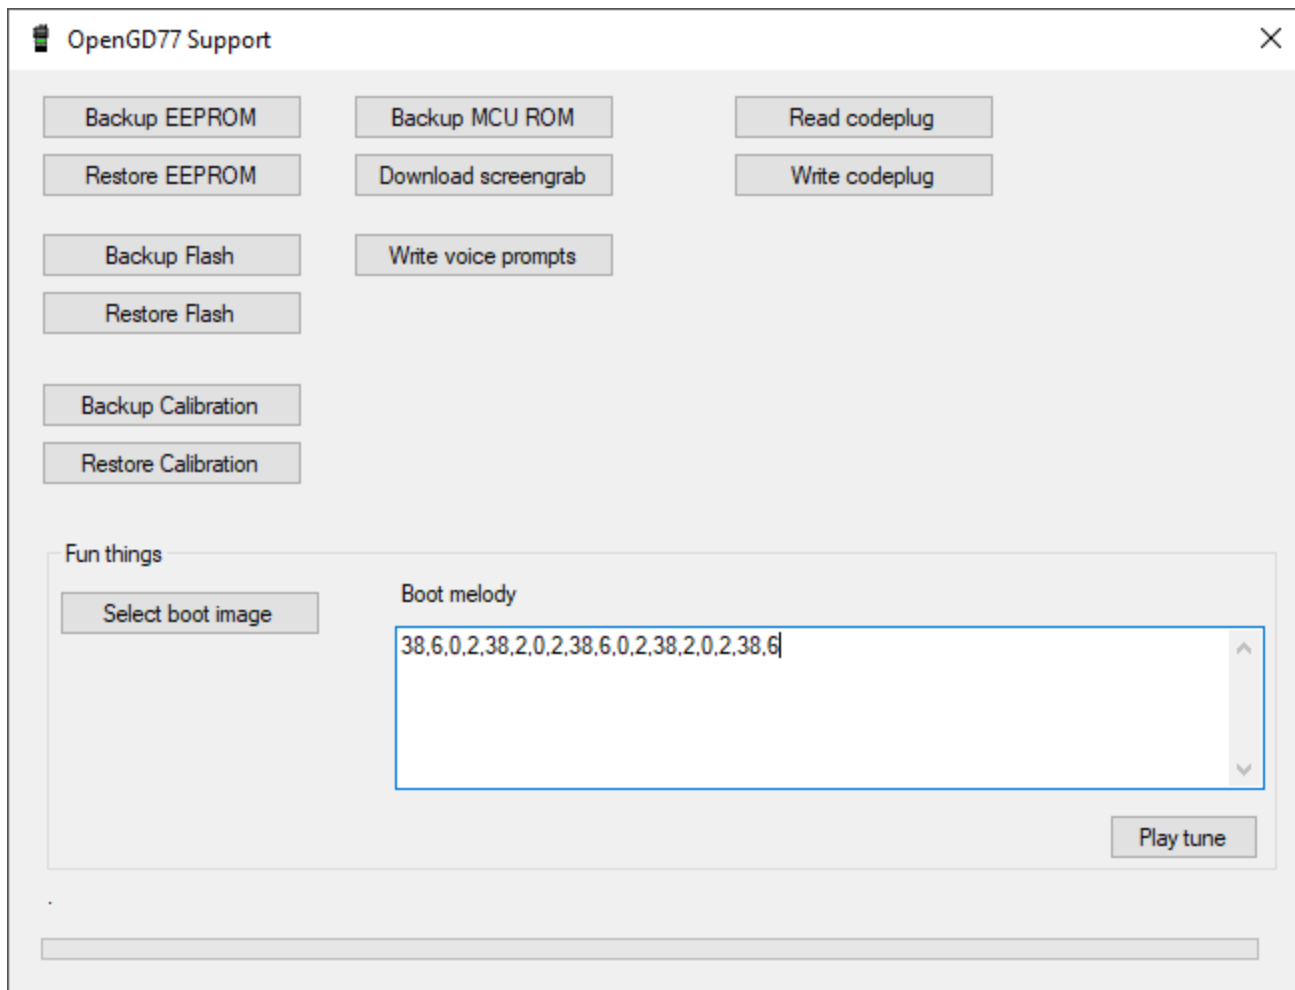 OpenGD77 Support
Backup EEPROM Backup MCU ROM Read codeplug
Restore EEPROM Download screengrab Write codeplug
Backup Flash Write voice prompts
Restore Flash
Backup Calibration
Restore Calibration
Fun things
Select boot image Boot melody
38,6,0,2,38,2,0,2,38,6,0,2,38,2,0,2,38,6
Play tune
.